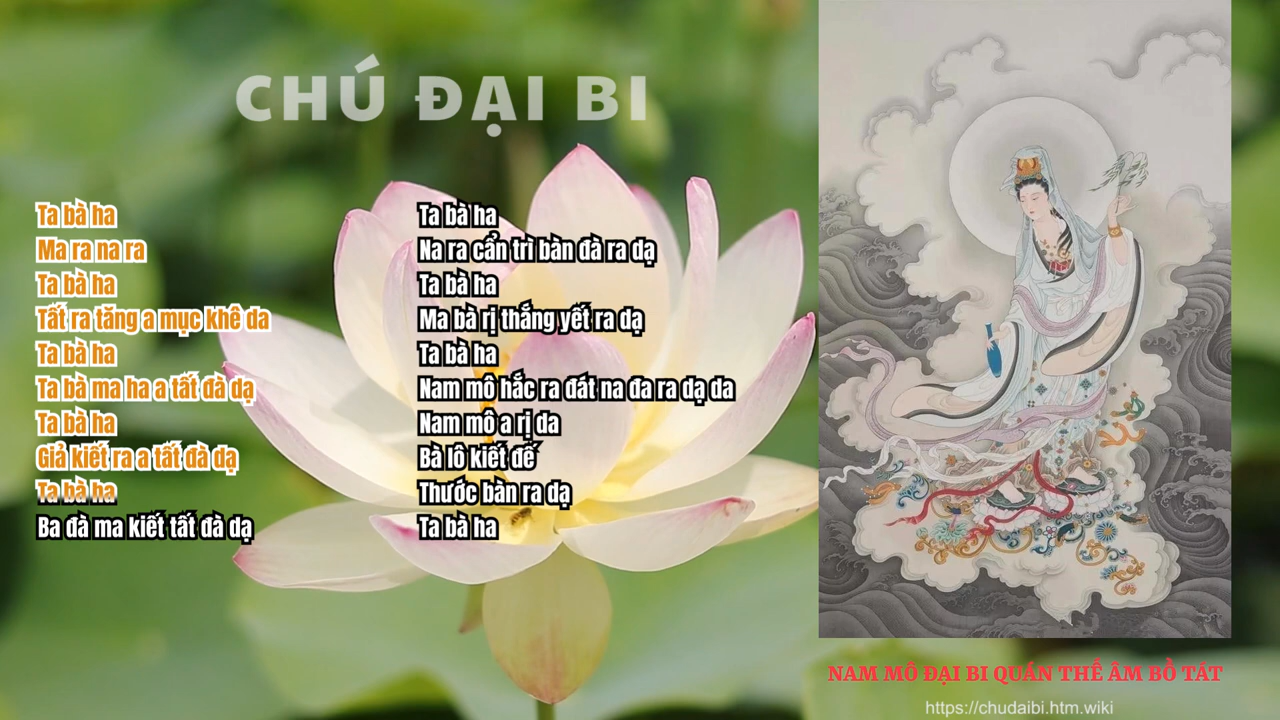 CHÚ ĐẠI BI
Ta bà ha
Ma ra na ra
Ta bà ha
Tất ra tăng a mục Khê da
Ta bà ha
Ta bà ma ha a tất đà dạ
Ta bà ha
Giả kiết ra a tất đà dạ
Ta bà ha
Ba đà ma kiết tất đà dạ
Ta bà ha
Na ra cẩn trì bàn đà ra dạ
Ta bà ha
Ma bà rị thắng yết ra dạ
Ta bà ha
Nam mô hắc ra đát na đa ra dạ da
Nam mô a rị da
Bà lô kiết đế
Thước bàn ra dạ
Ta bà ha
NAM MÔ ĐẠI BI QUÁN THẾ ÂM BỒ TÁT
https://chudaibi.htm.wiki